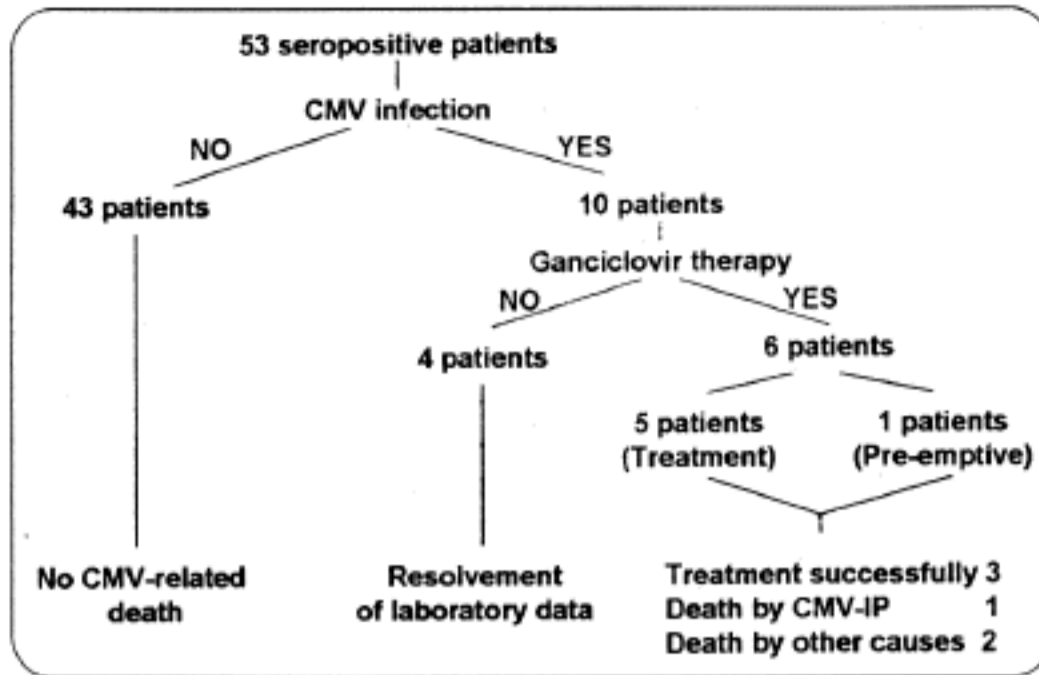 53 seropositive patients
CMV infection
NO YES
43 patients 10 patients
Ganciclovir therapy
NO YES
4 patients 6 patients
5 patients 1 patients
(Treatment) (Pre-emptive)
No CMV-related Resolvement Treatment successfully 3
death of laboratory data Death by CMV-IP 1
Death by other causes 2